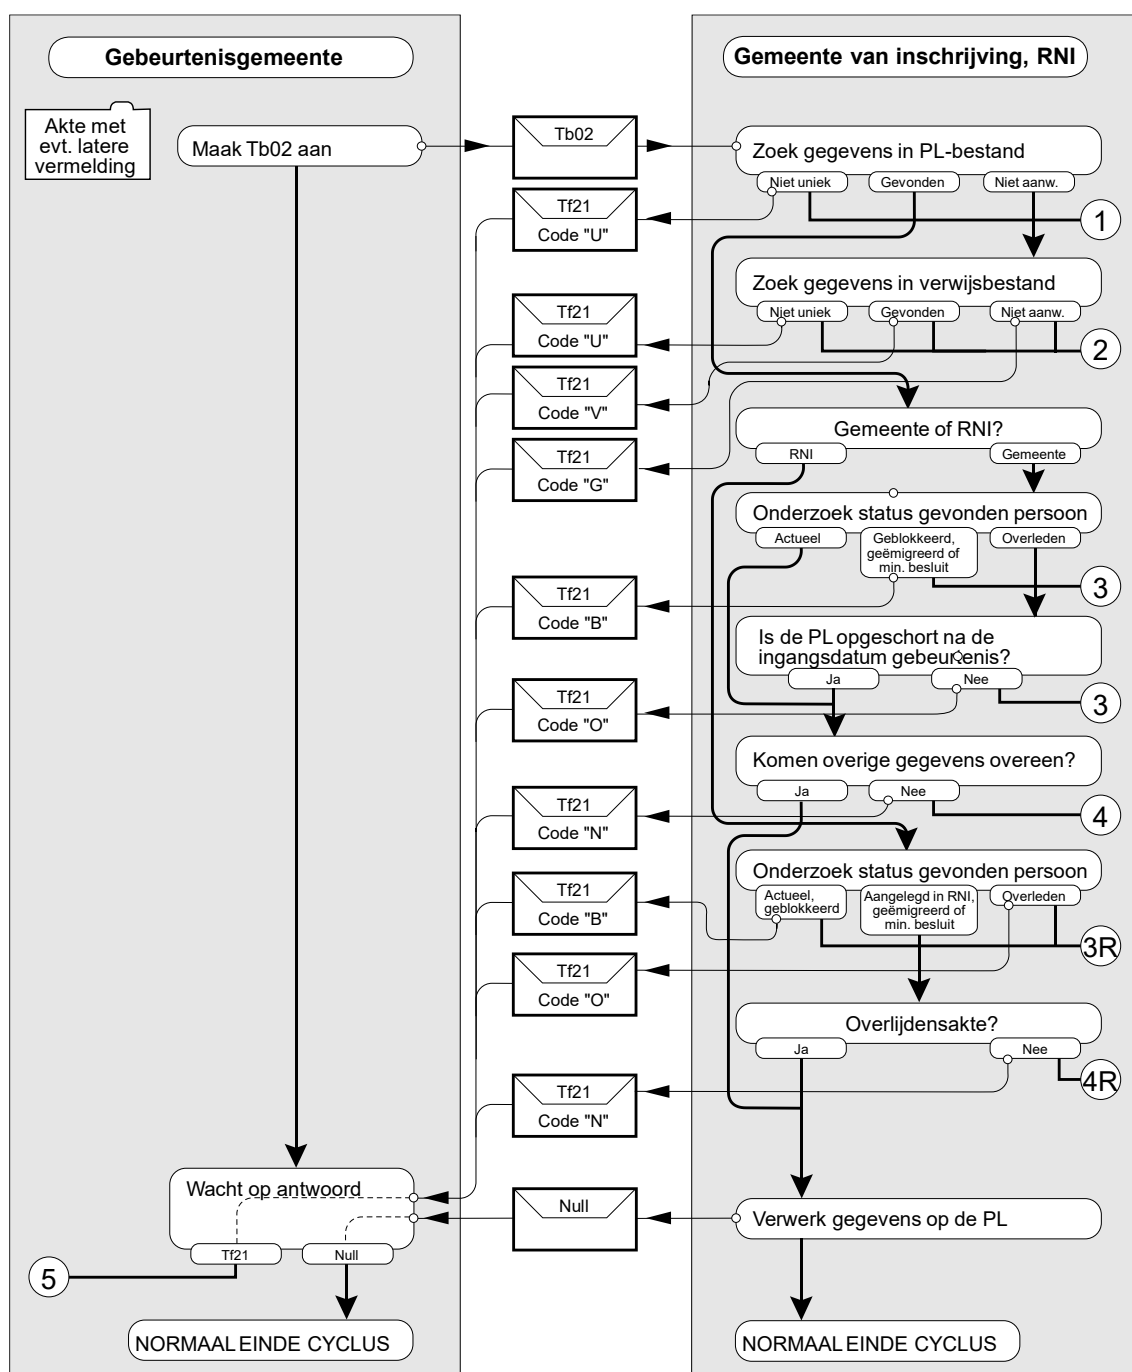 Gebeurtenisgemeente
Gemeente van inschrijving, RNI
Akte met
evt. latere
vermelding
Maak Tb02 aan
Tb02
Zoek gegevens in PL-bestand
Niet uniek
Gevonden
Niet aanw.
Tf21
Code "U"
1
Zoek gegevens in verwijsbestand
Niet uniek
Gevonden
Niet aanw.
Tf21
Code "U"
2
Tf21
Code "V"
Gemeente of RNI?
RNI
Gemeente
Tf21
Code "G"
Onderzoek status gevonden persoon
Actueel
Geblokkeerd,
geëmigreerd of
min. besluit
Overleden
Tf21
Code "B"
3
Is de PL opgeschort na de
ingangsdatum gebeurtenis?
Ja
Nee
Tf21
Code "O"
3
Komen overige gegevens overeen?
Ja
Nee
Tf21
Code "N"
4
Onderzoek status gevonden persoon
Actueel,
geblokkeerd
Aangelegd in RNI,
geëmigreerd of
min. besluit
Overleden
Tf21
Code "B"
3R
Tf21
Code "O"
Overlijdensakte?
Ja
Nee
Tf21
Code "N"
4R
Wacht op antwoord
Tf21
Null
Null
Verwerk gegevens op de PL
5
NORMAAL EINDE CYCLUS
NORMAAL EINDE CYCLUS